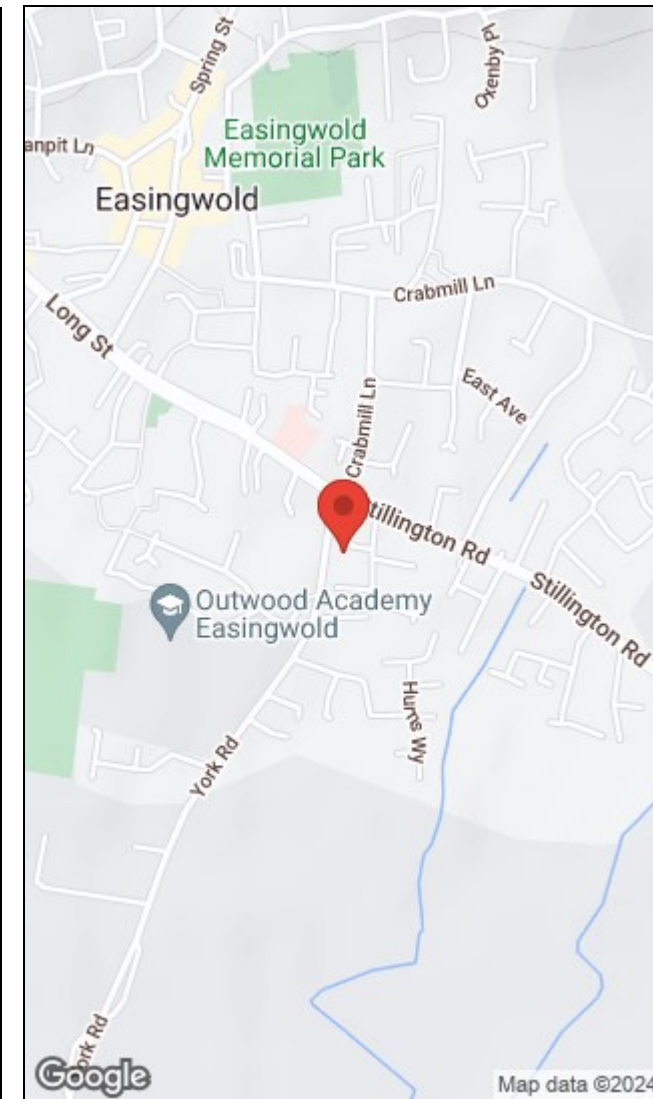 Spring St
Oxenby Pl
Easingwold
Memorial Park
anpit Ln
Easingwold
Crabmill Ln
Long St
East Ave
Crabmill Ln
tillington Rd
Stillington Rd
Outwood Academy
Easingwold
Hurns Wy
York Rd
ork Rd
Google
Map data ©2024